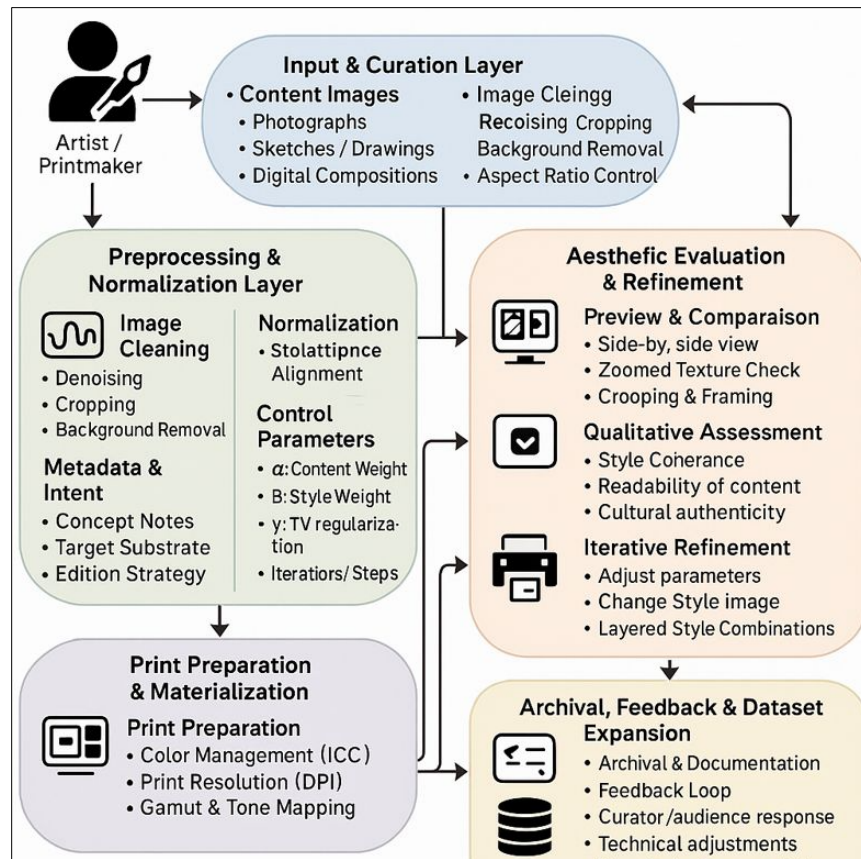 Artist /
Printmaker
Input & Curation Layer
• Content Images
• Photographs
• Sketches / Drawings
• Digital Compositions
• Image Cleingg
Recoising Cropping
Background Removal
• Aspect Ratio Control
Preprocessing &
Normalization Layer
Image
Cleaning
• Denoising
• Cropping
• Background Removal
Metadata &
Intent
• Concept Notes
• Target Substrate
• Edition Strategy
Normalization
• Stolattipnce
Alignment
Control
Parameters
• α: Content Weight
• B: Style Weight
• y: TV regulariza-
tion
• Iteratiors/ Steps
Aesthefic Evaluation
& Refinement
Preview & Comparaison
• Side-by, side view
• Zoomed Texture Check
• Crooping & Framing
Qualitative Assessment
• Style Coherance
• Readability of content
• Cultural authenticity
Iterative Refinement
• Adjust parameters
• Change Style image
• Layered Style Combinations
Print Preparation
& Materialization
Print Preparation
• Color Management (ICC)
• Print Resolution (DPI)
• Gamut & Tone Mapping
Archival, Feedback & Dataset
Expansion
• Archival & Documentation
• Feedback Loop
• Curator/audience response
• Technical adjustments